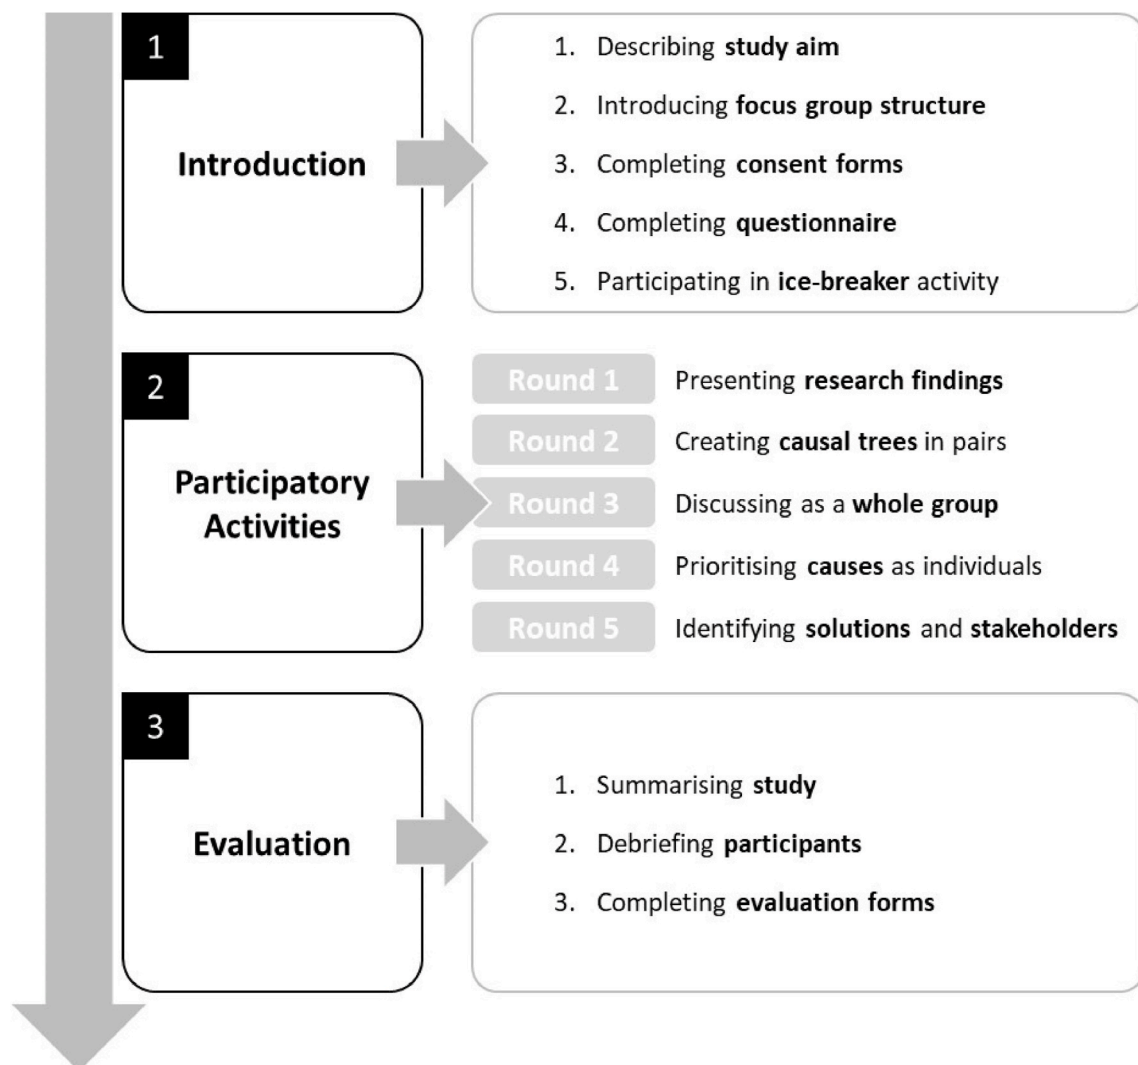 1
Introduction
1. Describing study aim
2. Introducing focus group structure
3. Completing consent forms
4. Completing questionnaire
5. Participating in ice-breaker activity
2
Participatory
Activities
Round 1 Presenting research findings
Round 2 Creating causal trees in pairs
Round 3 Discussing as a whole group
Round 4 Prioritising causes as individuals
Round 5 Identifying solutions and stakeholders
3
Evaluation
1. Summarising study
2. Debriefing participants
3. Completing evaluation forms